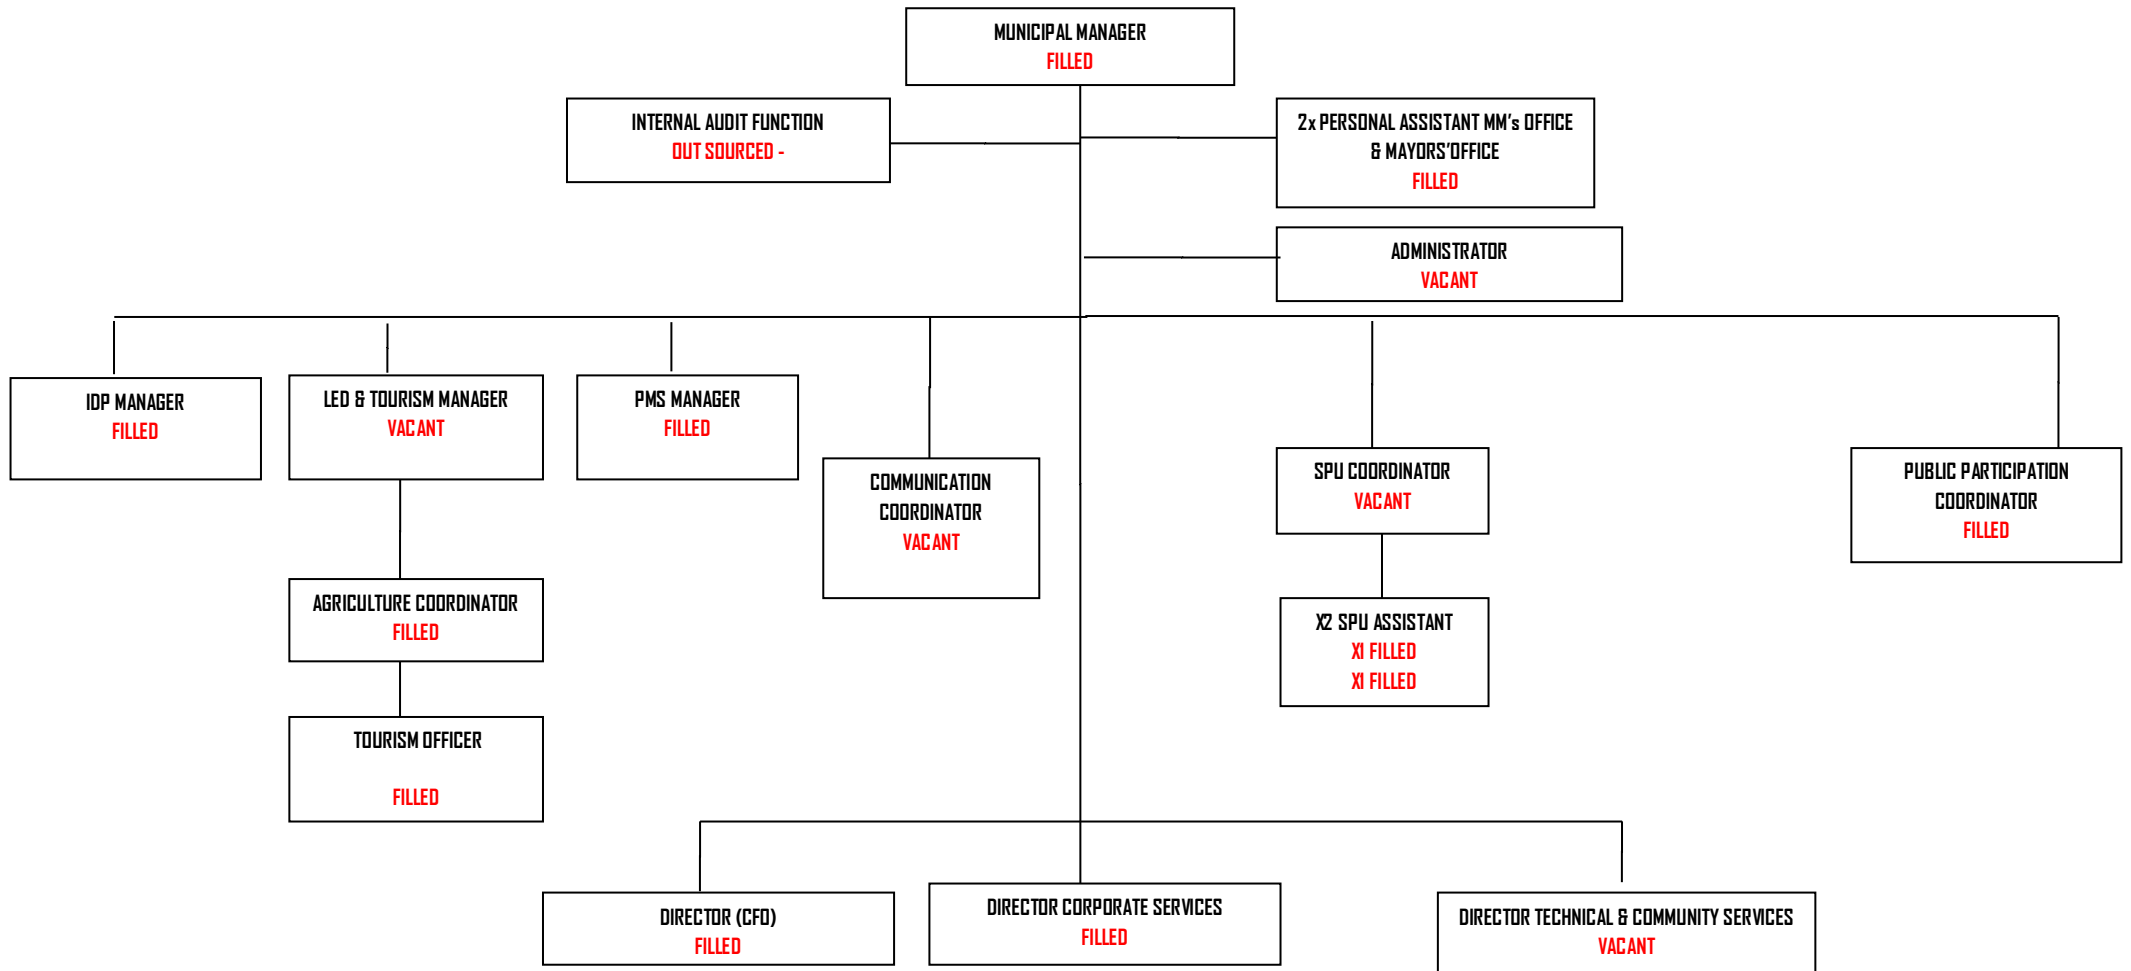 MUNICIPAL MANAGER
FILLED
INTERNAL AUDIT FUNCTION
OUT SOURCED -
2x PERSONAL ASSISTANT MM's OFFICE
& MAYORS'OFFICE
FILLED
ADMINISTRATOR
VACANT
IDP MANAGER
FILLED
LED & TOURISM MANAGER
VACANT
PMS MANAGER
FILLED
COMMUNICATION
COORDINATOR
VACANT
SPU COORDINATOR
VACANT
PUBLIC PARTICIPATION
COORDINATOR
FILLED
AGRICULTURE COORDINATOR
FILLED
X2 SPU ASSISTANT
X1 FILLED
X1 FILLED
TOURISM OFFICER
FILLED
DIRECTOR (CFO)
FILLED
DIRECTOR CORPORATE SERVICES
FILLED
DIRECTOR TECHNICAL & COMMUNITY SERVICES
VACANT